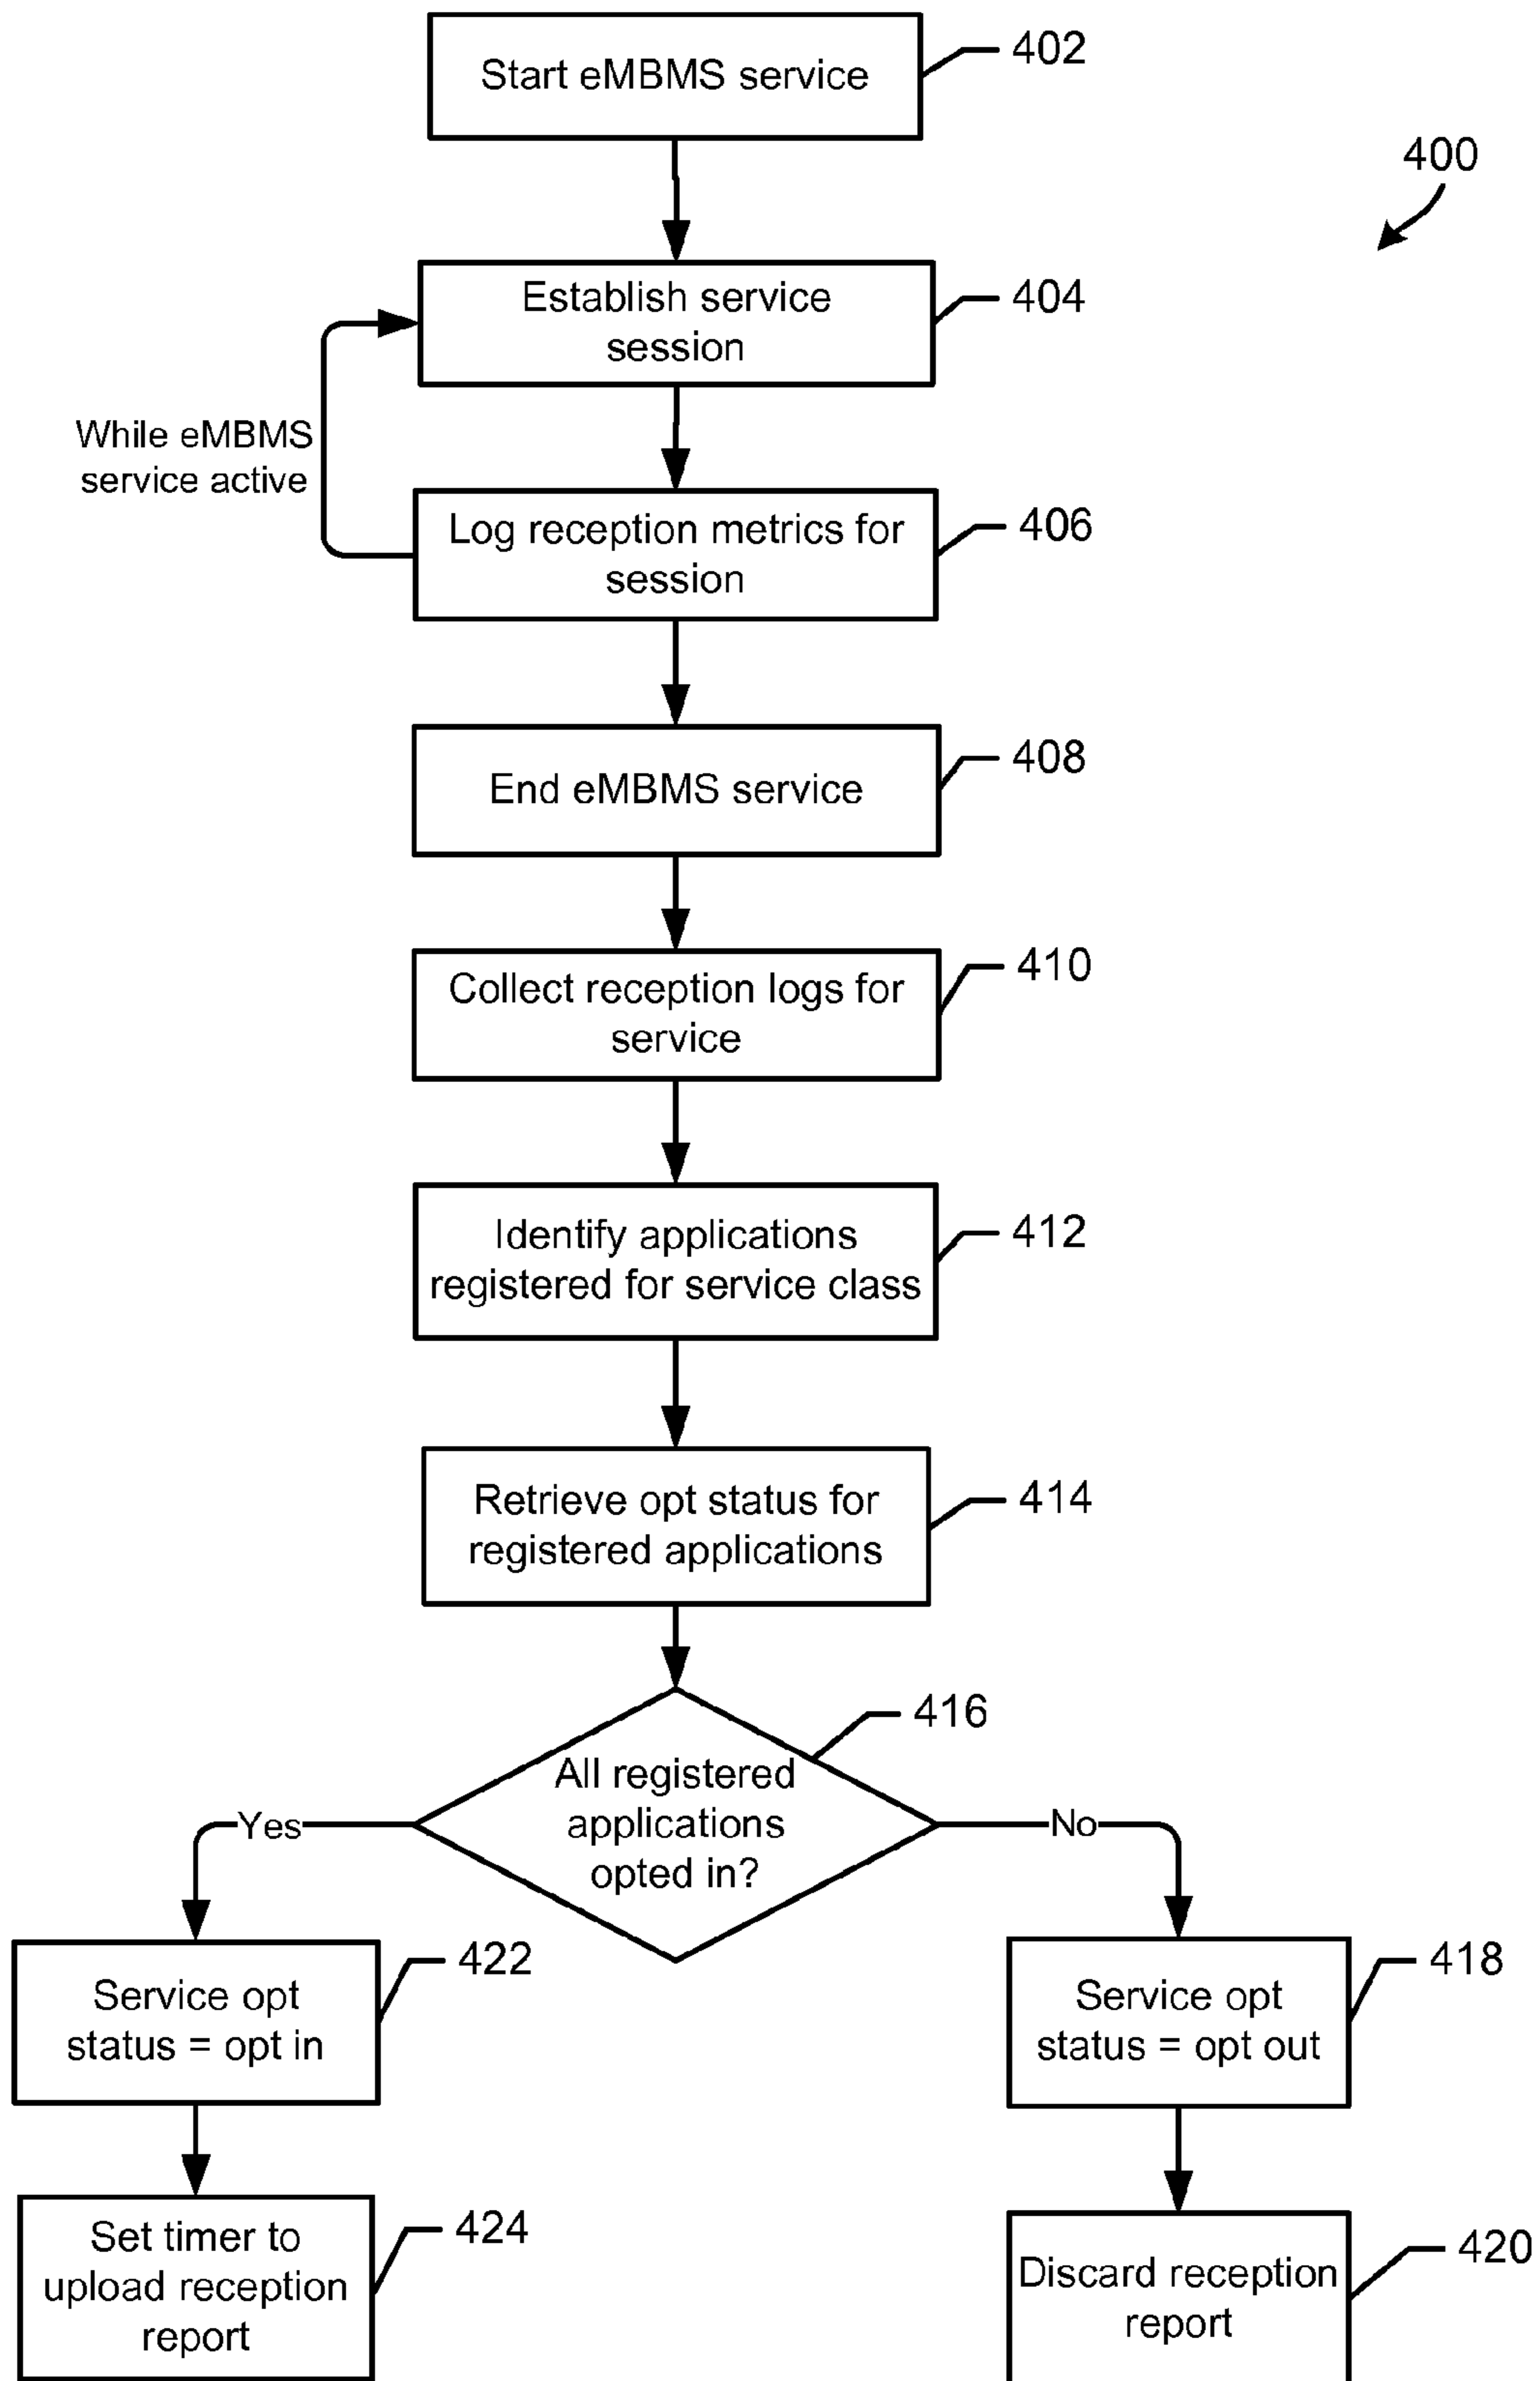 Start eMBMS service
402
400
Establish service
session
404
While eMBMS
service active
Log reception metrics for
session
406
End eMBMS service
408
Collect reception logs for
service
410
Identify applications
registered for service class
412
Retrieve opt status for
registered applications
414
All registered
applications
opted in?
416
Yes
No
Service opt
status = opt in
422
Service opt
status = opt out
418
Set timer to
upload reception
report
424
Discard reception
report
420